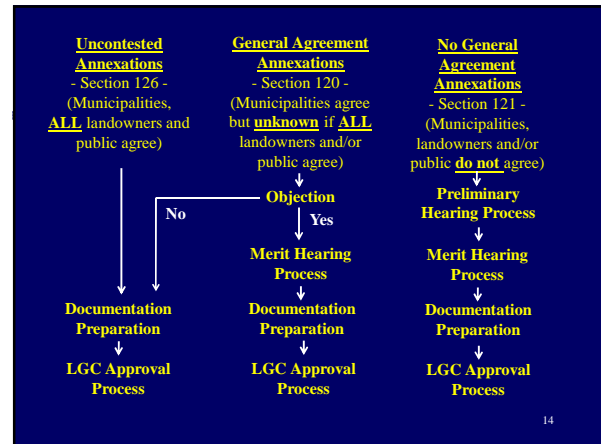 Uncontested
Annexations
- Section 126 -
(Municipalities,
ALL landowners and
public agree)
General Agreement
Annexations
- Section 120 -
(Municipalities agree
but unknown if ALL
landowners and/or
public agree)
No General
Agreement
Annexations
- Section 121 -
(Municipalities,
landowners and/or
public do not agree)
Objection
No
Yes
Preliminary
Hearing Process
Merit Hearing
Process
Merit Hearing
Process
Documentation
Preparation
Documentation
Preparation
Documentation
Preparation
LGC Approval
Process
LGC Approval
Process
LGC Approval
Process
14